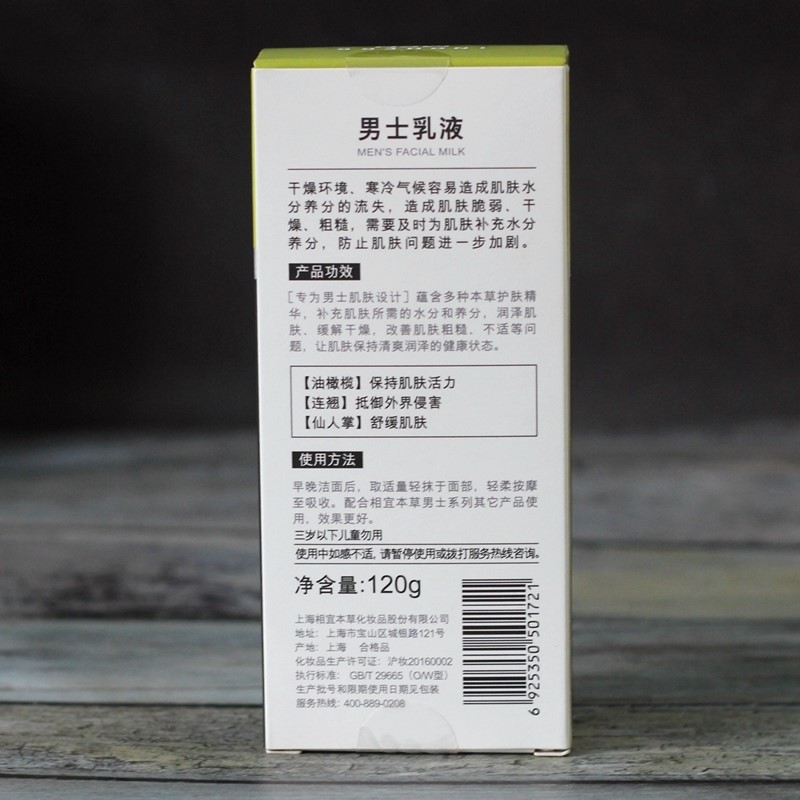 男士乳液
MEN'S FACIAL MILK
干燥环境、寒冷气候容易造成肌肤水
分养分的流失，造成肌肤脆弱、干
燥、粗糙，需要及时为肌肤补充水分
养分，防止肌肤问题进一步加剧。
产品功效
［专为男士肌肤设计］蕴含多种本草护肤精
华，补充肌肤所需的水分和养分，润泽肌
肤、缓解干燥，改善肌肤粗糙、不适等问
题，让肌肤保持清爽润泽的健康状态。
【油橄榄】保持肌肤活力
【连翘】抵御外界侵害
【仙人掌】舒缓肌肤
使用方法
早晚洁面后，取适量轻抹于面部，轻柔按摩
至吸收。配合相宜本草男士系列其它产品使
用，效果更好。
三岁以下儿童勿用
使用中如感不适，请暂停使用或拨打服务热线咨询。
净含量:120g
上海相宜本草化妆品股份有限公司
地址：上海市宝山区城银路121号
产地：上海 合格品
化妆品生产许可证：沪妆20160002
执行标准：GB/T 29665（O/W型）
生产批号和限期使用日期见包装
服务热线：400-889-0208
6 925350 501721